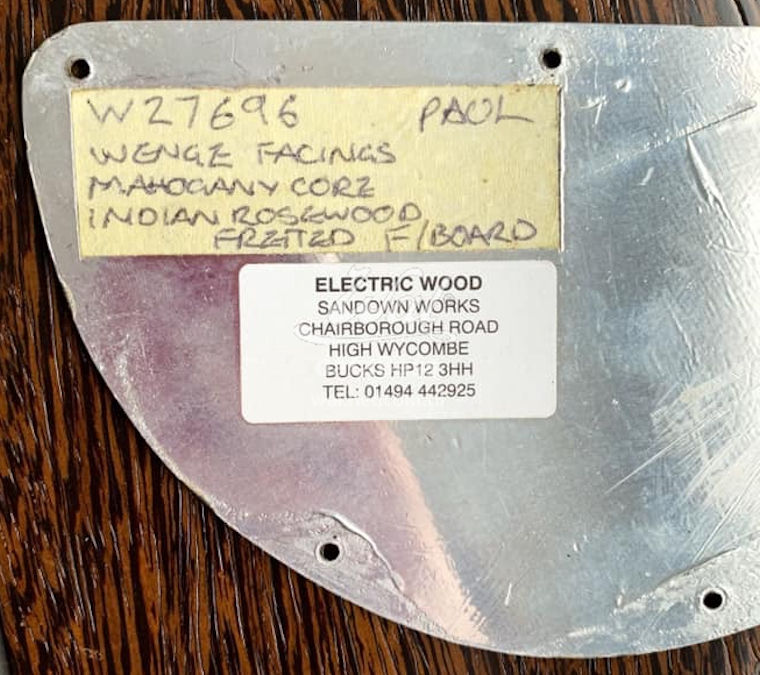 W27696 PAUL
WENGE FACINGS
MAHOGANY CORE
INDIAN ROSEWOOD
FRETTED F/BOARD
ELECTRIC WOOD
SANDOWN WORKS
CHAIRBOROUGH ROAD
HIGH WYCOMBE
BUCKS HP12 3HH
TEL: 01494 442925